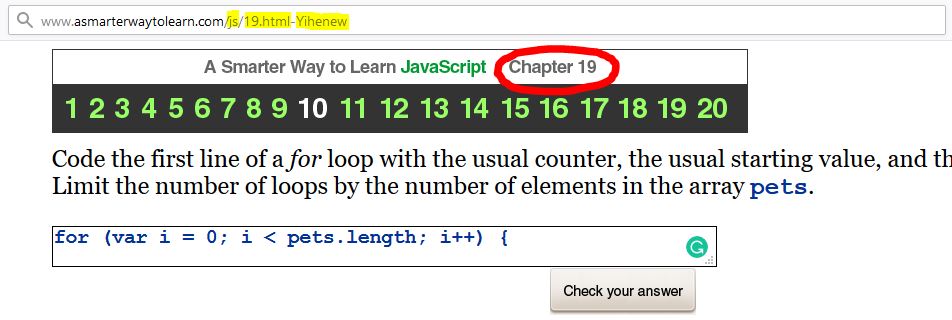 www.asmarterwaytolearn.com/js/19.html-Yihenew
A Smarter Way to Learn JavaScript Chapter 19
1 2 3 4 5 6 7 8 9 10 11 12 13 14 15 16 17 18 19 20
Code the first line of a for loop with the usual counter, the usual starting value, and
Limit the number of loops by the number of elements in the array pets.
for (var i = 0; i < pets.length; i++) {
Check your answer